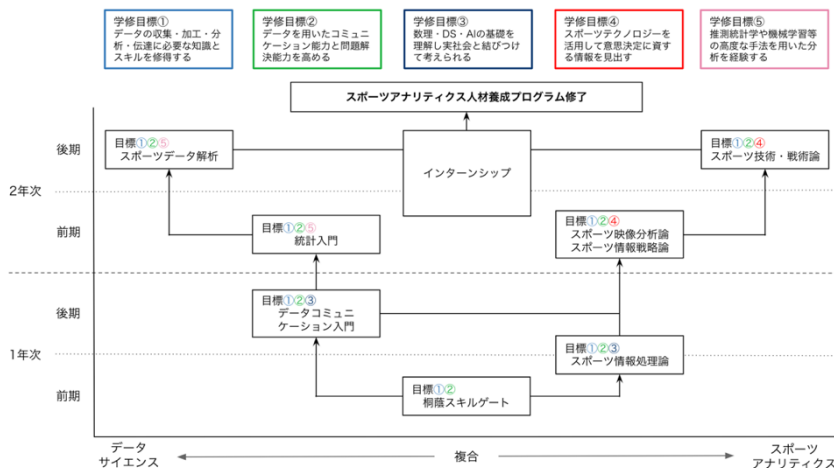 学修目標①
データの収集・加工・分
析・伝達に必要な知識と
スキルを修得する
学修目標②
データを用いたコミュニ
ケーション能力と問題解
決能力を高める
学修目標③
数理・DS・AIの基礎を
理解し実社会と結びつけ
て考えられる
学修目標④
スポーツテクノロジーを
活用して意思決定に資す
る情報を見出す
学修目標⑤
推測統計学や機械学習等
の高度な手法を用いた分
析を経験する
スポーツアナリティクス人材養成プログラム修了
2年次
後期
目標①②⑤
スポーツデータ解析
インターンシップ
目標①②④
スポーツ技術・戦術論
前期
目標①②⑤
統計入門
目標①②④
スポーツ映像分析論
スポーツ情報戦略論
1年次
後期
目標①②③
データコミュニ
ケーション入門
目標①②③
スポーツ情報処理論
前期
目標①②
桐蔭スキルゲート
データ
サイエンス
複合
スポーツ
アナリティクス